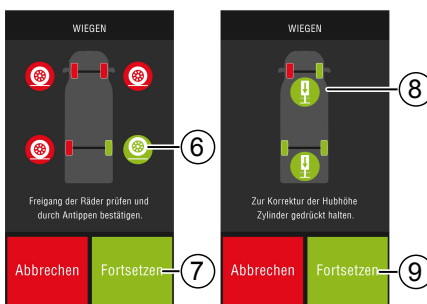 WIEGEN
6
Freigang der Räder prüfen und
durch Antippen bestätigen.
Abbrechen
Fortsetzen
7
WIEGEN
8
Zur Korrektur der Hubhöhe
Zylinder gedrückt halten.
Abbrechen
Fortsetzen
9